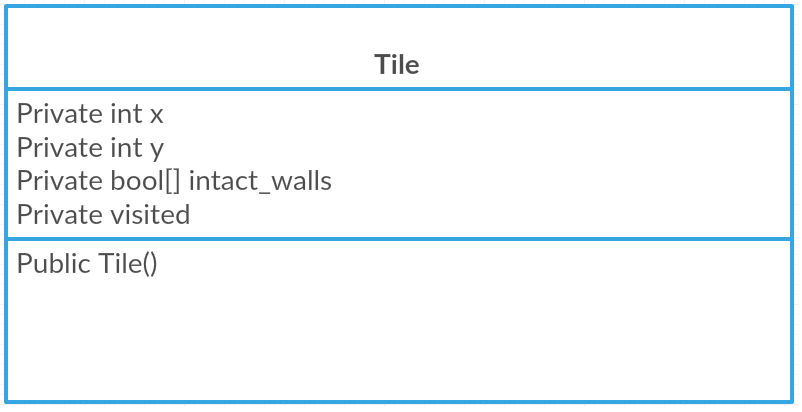 Tile
Private int x
Private int y
Private bool[] intact_walls
Private visited
Public Tile()